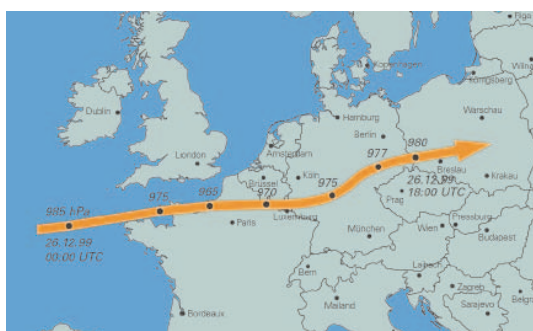 Riga
Kopenhagen
Königsberg
Dublin
Hamburg
Berlin
Warschau
Amsterdam
London
980
977
Brüssel
Köln
Breslau
26.12.99
18:00 UTC
Krakau
985 hPa
975
965
970
975
Prag
Paris
Luxemburg
26.12.99
00:00 UTC
München
Wien
Pressburg
Budapest
Bern
Laibach
Zagreb
Bordeaux
Mailand
Sarajevo